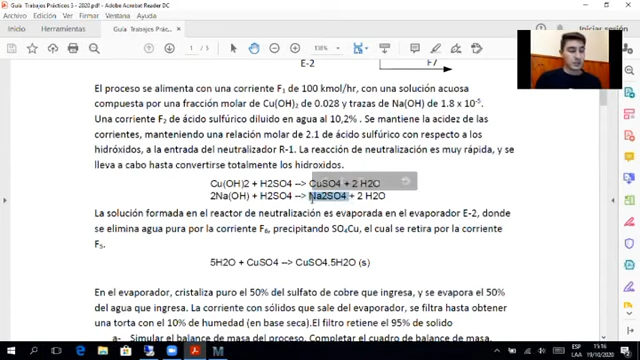 Guía Trabajos Prácticos 5 - 2020.pdf - Adobe Acrobat Reader DC
Archivo Edición Ver Firmar Ventana Ayuda
Inicio Herramientas Guía Trabajos Práctic... × Iniciar sesión
1 / 5 136%
E-2 F7
El proceso se alimenta con una corriente F1 de 100 kmol/hr, con una solución acuosa
compuesta por una fracción molar de Cu(OH)2 de 0.028 y trazas de Na(OH) de 1.8 x 10-5.
Una corriente F2 de ácido sulfúrico diluido en agua al 10,2% . Se mantiene la acidez de las
corrientes, manteniendo una relación molar de 2.1 de ácido sulfúrico con respecto a los
hidróxidos, a la entrada del neutralizador R-1. La reacción de neutralización es muy rápida, y se
lleva a cabo hasta convertirse totalmente los hidroxidos.
Cu(OH)2 + H2SO4 --> CuSO4 + 2 H2O
2Na(OH) + H2SO4 --> Na2SO4 + 2 H2O
La solución formada en el reactor de neutralización es evaporada en el evaporador E-2, donde
se elimina agua pura por la corriente F6, precipitando SO4Cu, el cual se retira por la corriente
F5.
5H2O + CuSO4 --> CuSO4.5H2O (s)
En el evaporador, cristaliza puro el 50% del sulfato de cobre que ingresa, y se evapora el 50%
del agua que ingresa. La corriente con sólidos que sale del evaporador, se filtra hasta obtener
una torta con el 10% de humedad (en base seca).El filtro retiene el 95% de solido
a- Simular el balance de masa del proceso. Completar el cuadro de balance de masa.
ESP 15:16
LAA 19/10/2020